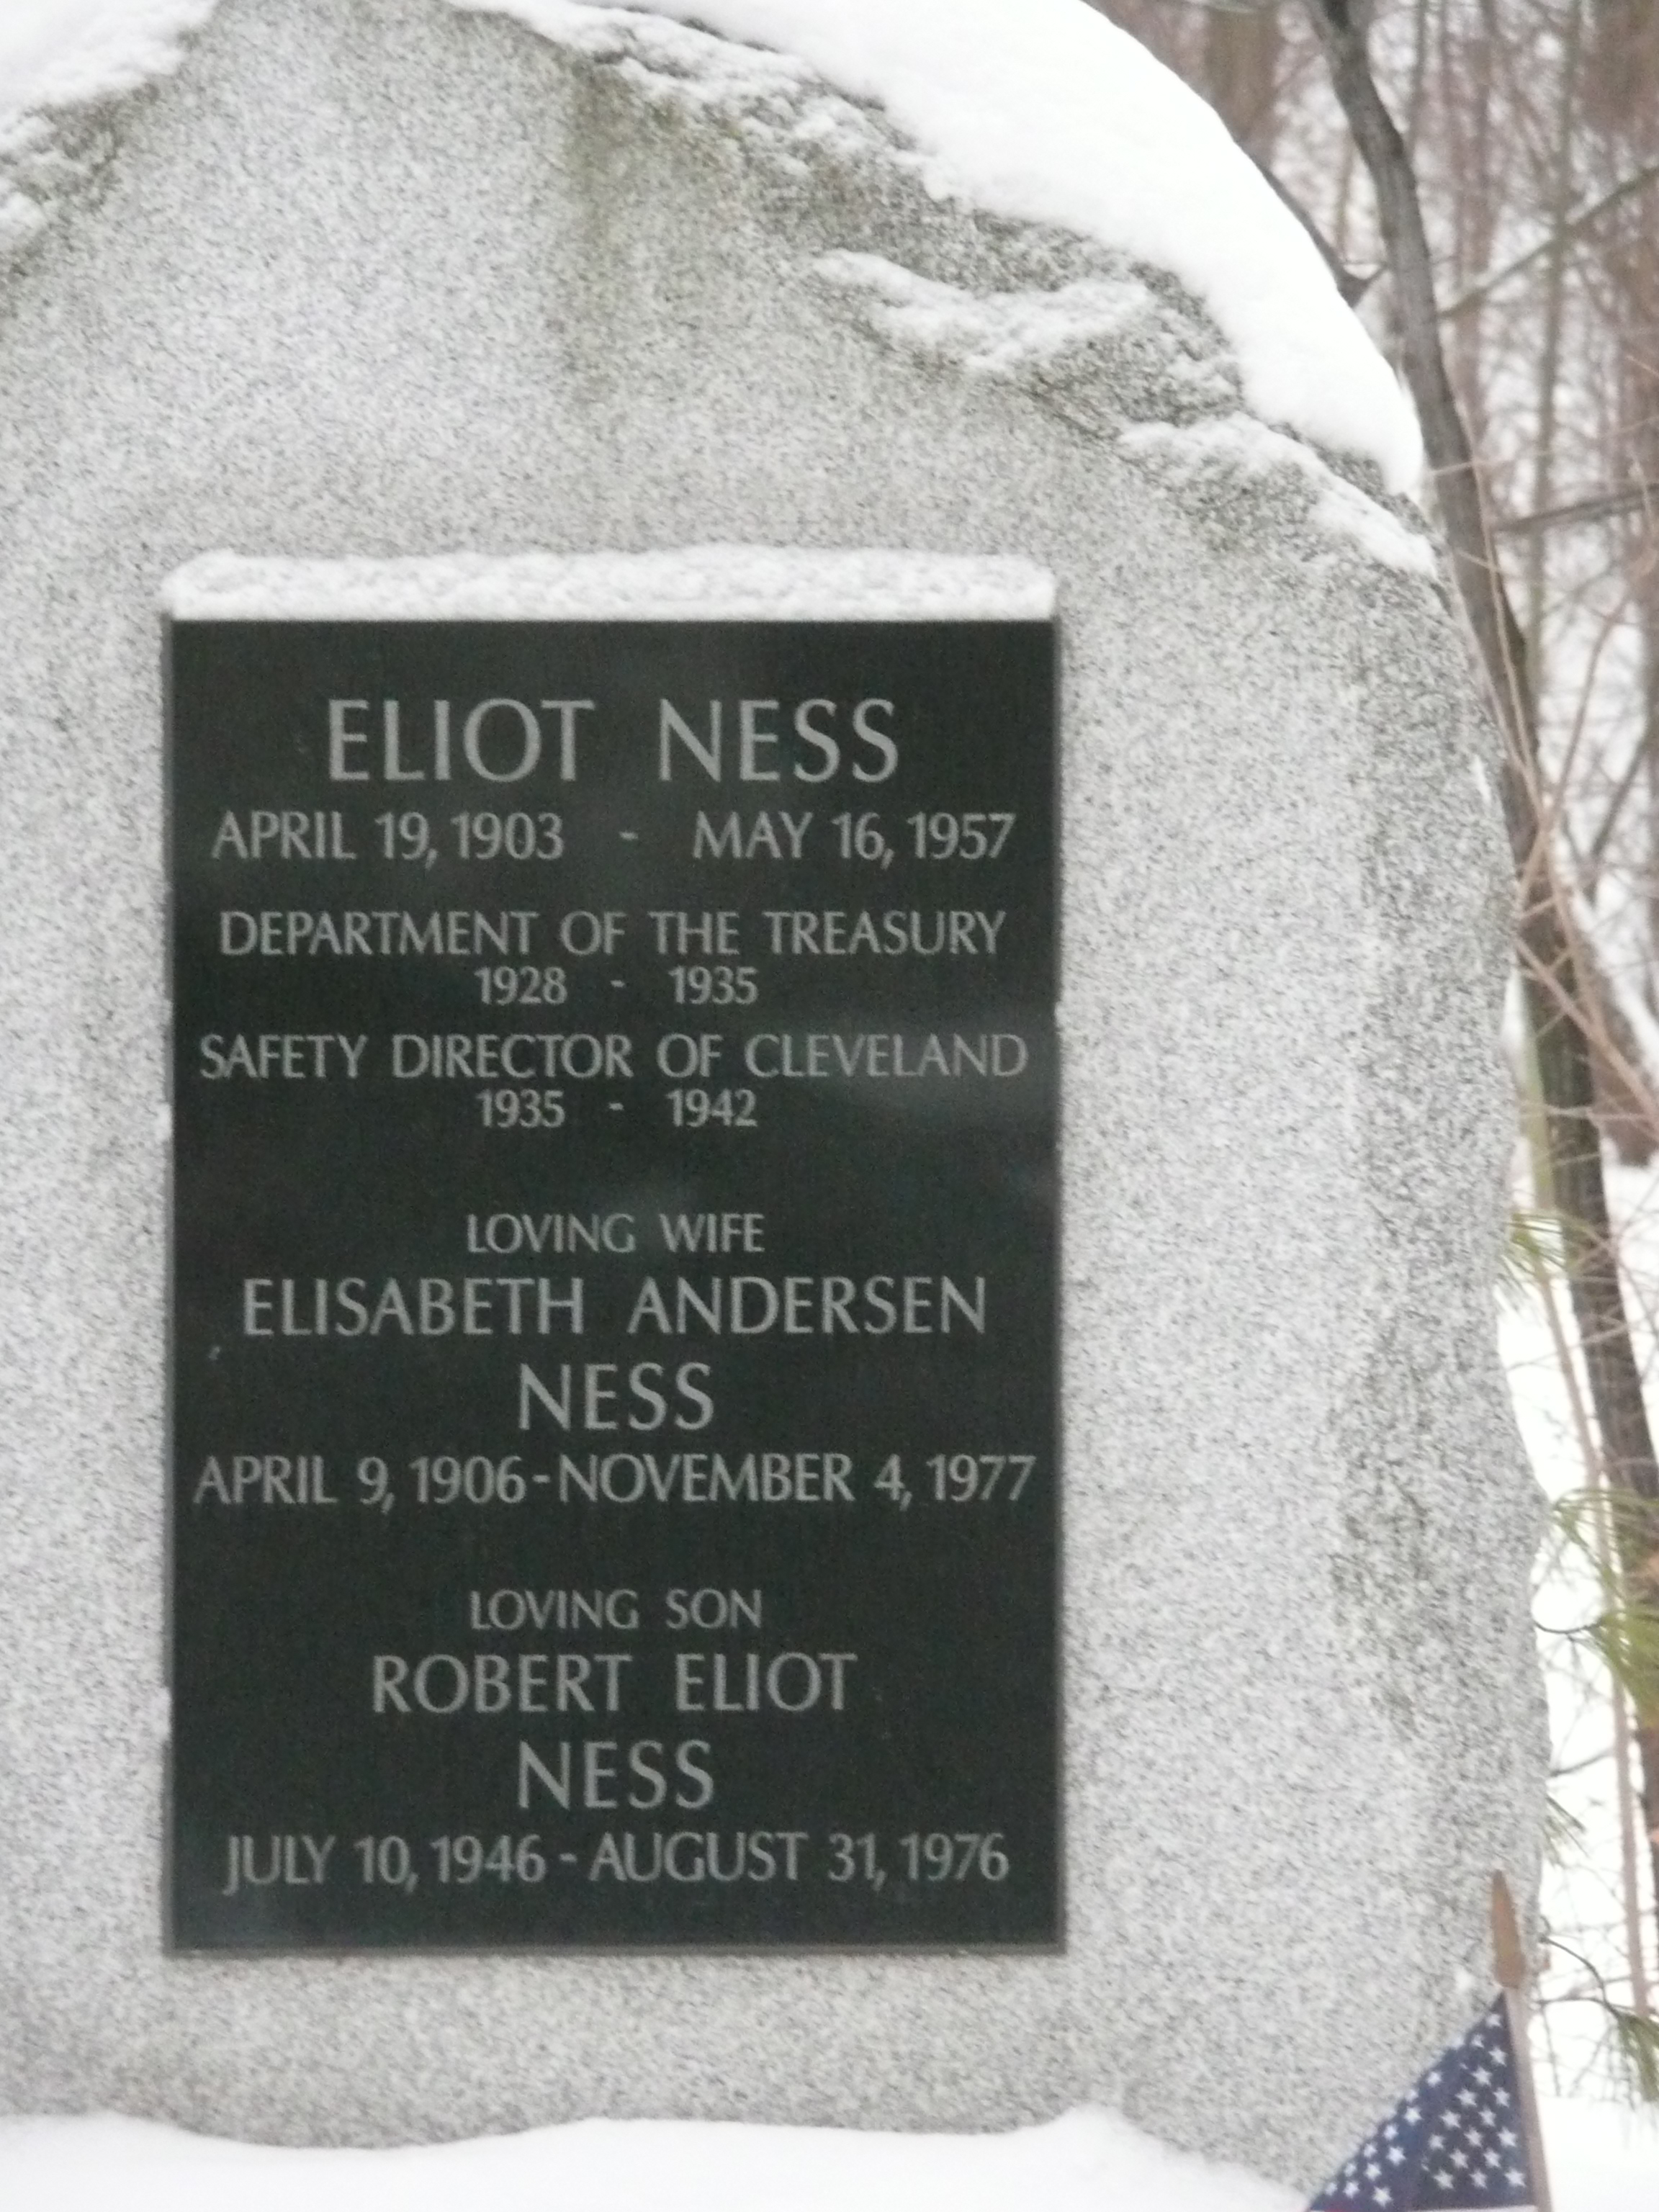 ELIOT NESS
APRIL 19, 1903 - MAY 16, 1957
DEPARTMENT OF THE TREASURY
1928 - 1935
SAFETY DIRECTOR OF CLEVELAND
1935 - 1942
LOVING WIFE
ELISABETH ANDERSEN
NESS
APRIL 9, 1906 - NOVEMBER 4, 1977
LOVING SON
ROBERT ELIOT
NESS
JULY 10, 1946 - AUGUST 31, 1976